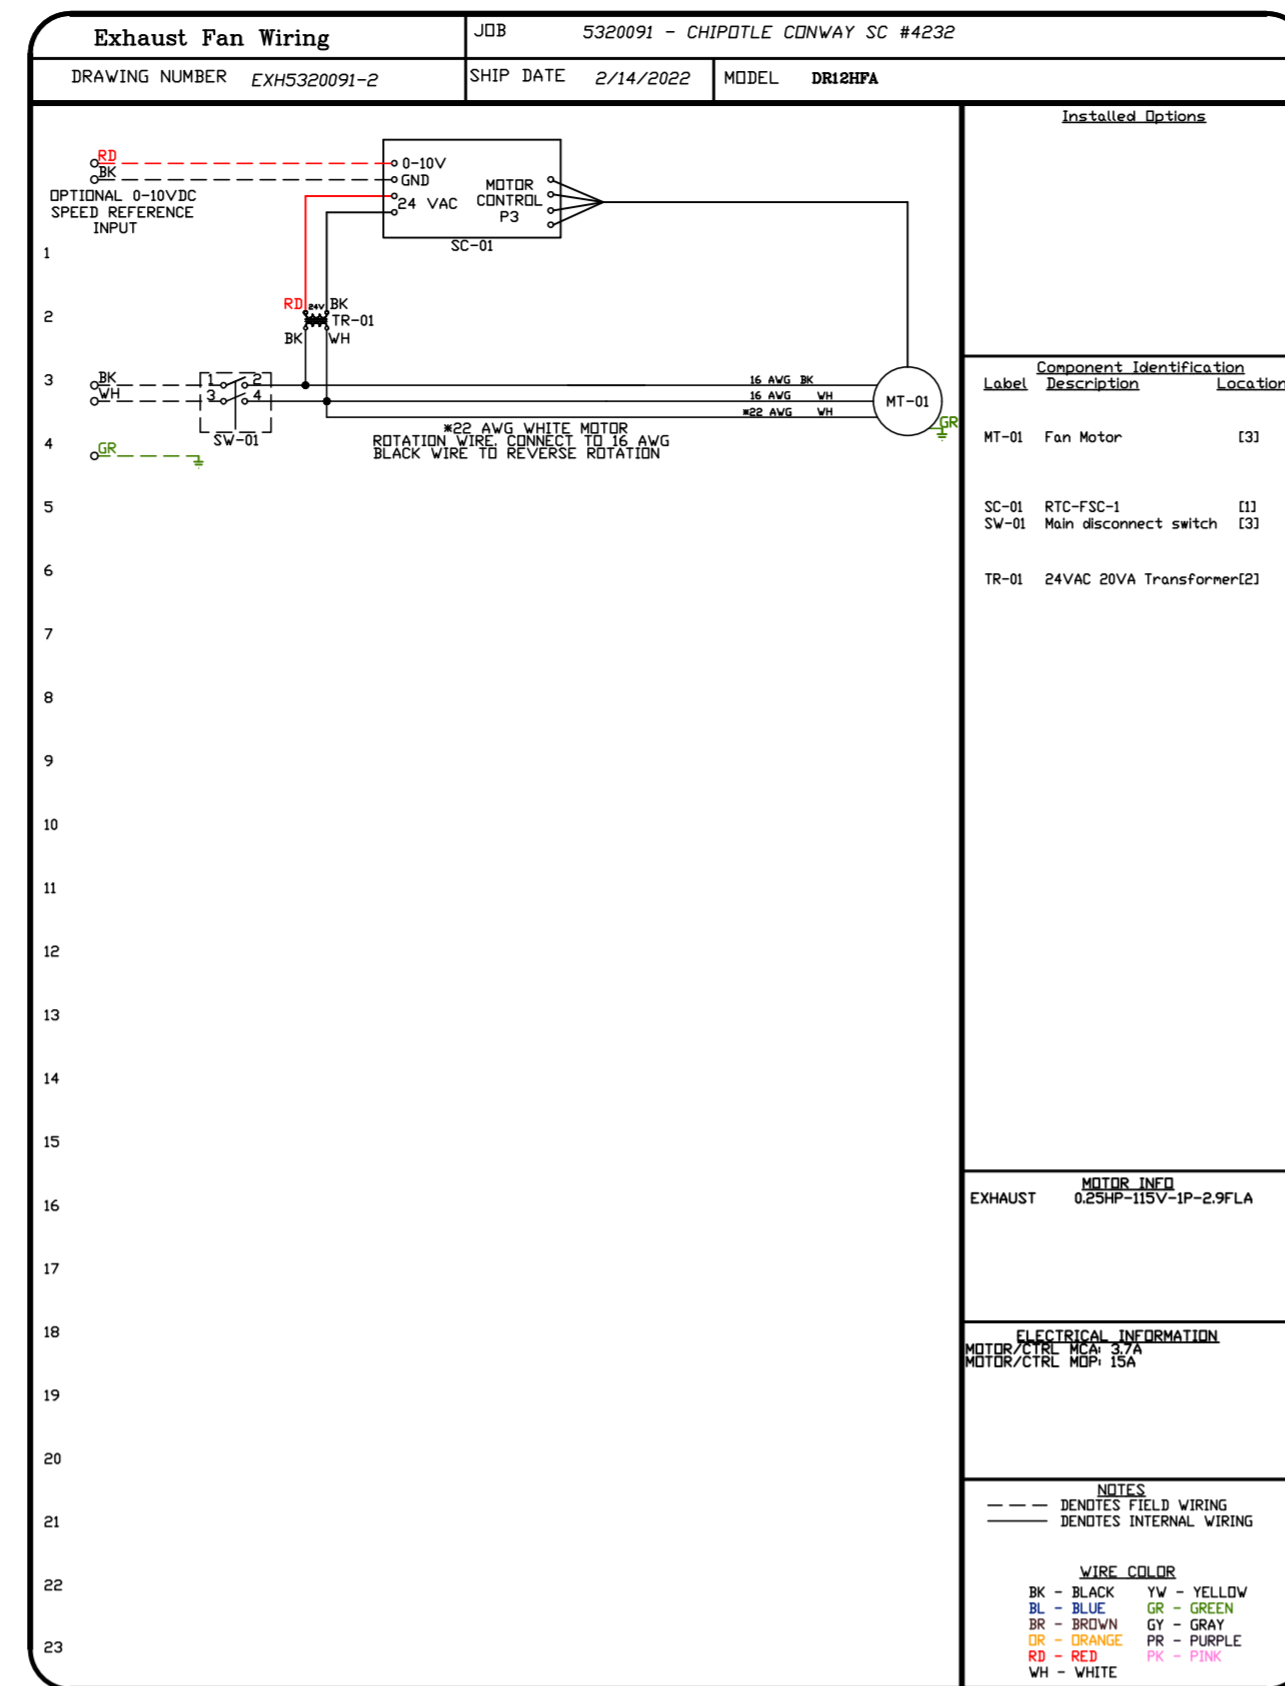 Exhaust Fan Wiring
JOB 5320091 - CHIPOTLE CONWAY SC #4232
DRAWING NUMBER EXH5320091-2
SHIP DATE 2/14/2022
MODEL DR12HFA
RD
BK
OPTIONAL 0-10VDC
SPEED REFERENCE
INPUT
0-10V
GND
24 VAC
MOTOR
CONTROL
P3
SC-01
RD 24V BK
TR-01
BK WH
BK
WH
1 2
3 4
SW-01
GR
16 AWG BK
16 AWG WH
*22 AWG WH
MT-01
GR
*22 AWG WHITE MOTOR
ROTATION WIRE. CONNECT TO 16 AWG
BLACK WIRE TO REVERSE ROTATION
1
2
3
4
5
6
7
8
9
10
11
12
13
14
15
16
17
18
19
20
21
22
23
Installed Options
Component Identification
Label Description Location
MT-01 Fan Motor [3]
SC-01 RTC-FSC-1 [1]
SW-01 Main disconnect switch [3]
TR-01 24VAC 20VA Transformer[2]
MOTOR INFO
EXHAUST 0.25HP-115V-1P-2.9FLA
ELECTRICAL INFORMATION
MOTOR/CTRL MCA: 3.7A
MOTOR/CTRL MOP: 15A
NOTES
DENOTES FIELD WIRING
DENOTES INTERNAL WIRING
WIRE COLOR
BK - BLACK YW - YELLOW
BL - BLUE GR - GREEN
BR - BROWN GY - GRAY
OR - ORANGE PR - PURPLE
RD - RED PK - PINK
WH - WHITE